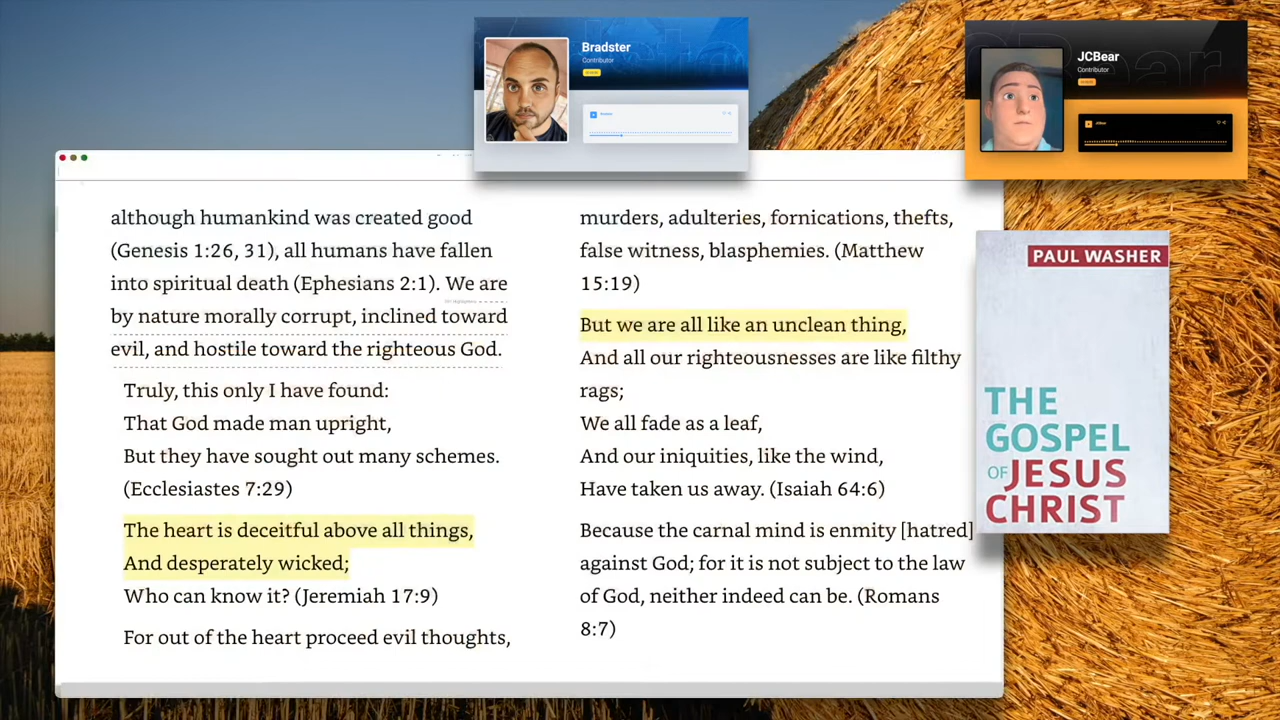 Bradster
Contributor
JCBear
Contributor
although humankind was created good
(Genesis 1:26, 31), all humans have fallen
into spiritual death (Ephesians 2:1). We are
by nature morally corrupt, inclined toward
evil, and hostile toward the righteous God.
Truly, this only I have found:
That God made man upright,
But they have sought out many schemes.
(Ecclesiastes 7:29)
The heart is deceitful above all things,
And desperately wicked;
Who can know it? (Jeremiah 17:9)
For out of the heart proceed evil thoughts,
murders, adulteries, fornications, thefts,
false witness, blasphemies. (Matthew
15:19)
But we are all like an unclean thing,
And all our righteousnesses are like filthy
rags;
We all fade as a leaf,
And our iniquities, like the wind,
Have taken us away. (Isaiah 64:6)
Because the carnal mind is enmity [hatred]
against God; for it is not subject to the law
of God, neither indeed can be. (Romans
8:7)
PAUL WASHER
THE
GOSPEL
OF JESUS
CHRIST